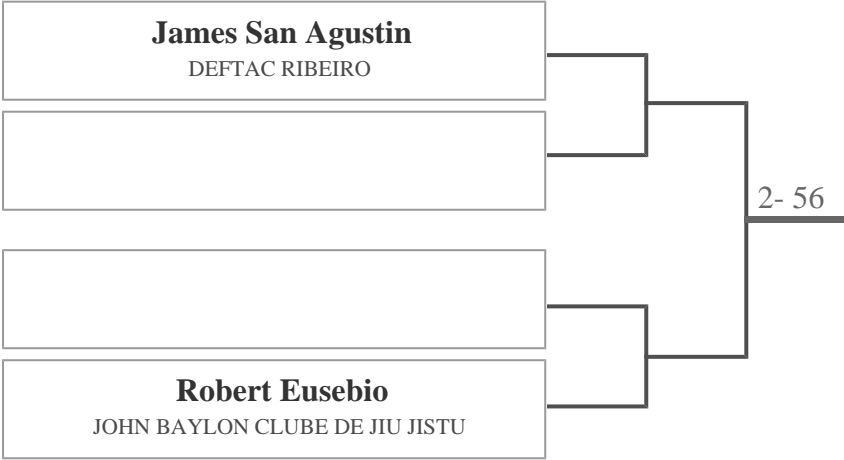 James San Agustin
DEFTAC RIBEIRO
2- 56
Robert Eusebio
JOHN BAYLON CLUBE DE JIU JISTU